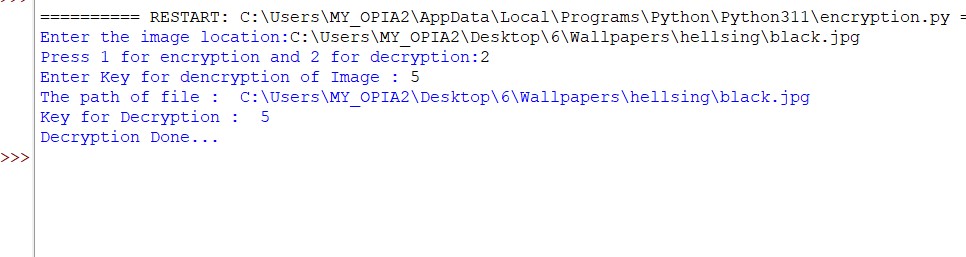 >>>
========== RESTART: C:\Users\MY_OPIA2\AppData\Local\Programs\Python\Python311\encryption.py =
Enter the image location:C:\Users\MY_OPIA2\Desktop\6\Wallpapers\hellsing\black.jpg
Press 1 for encryption and 2 for decryption:2
Enter Key for dencryption of Image : 5
The path of file :  C:\Users\MY_OPIA2\Desktop\6\Wallpapers\hellsing\black.jpg
Key for Decryption :  5
Decryption Done...
>>>